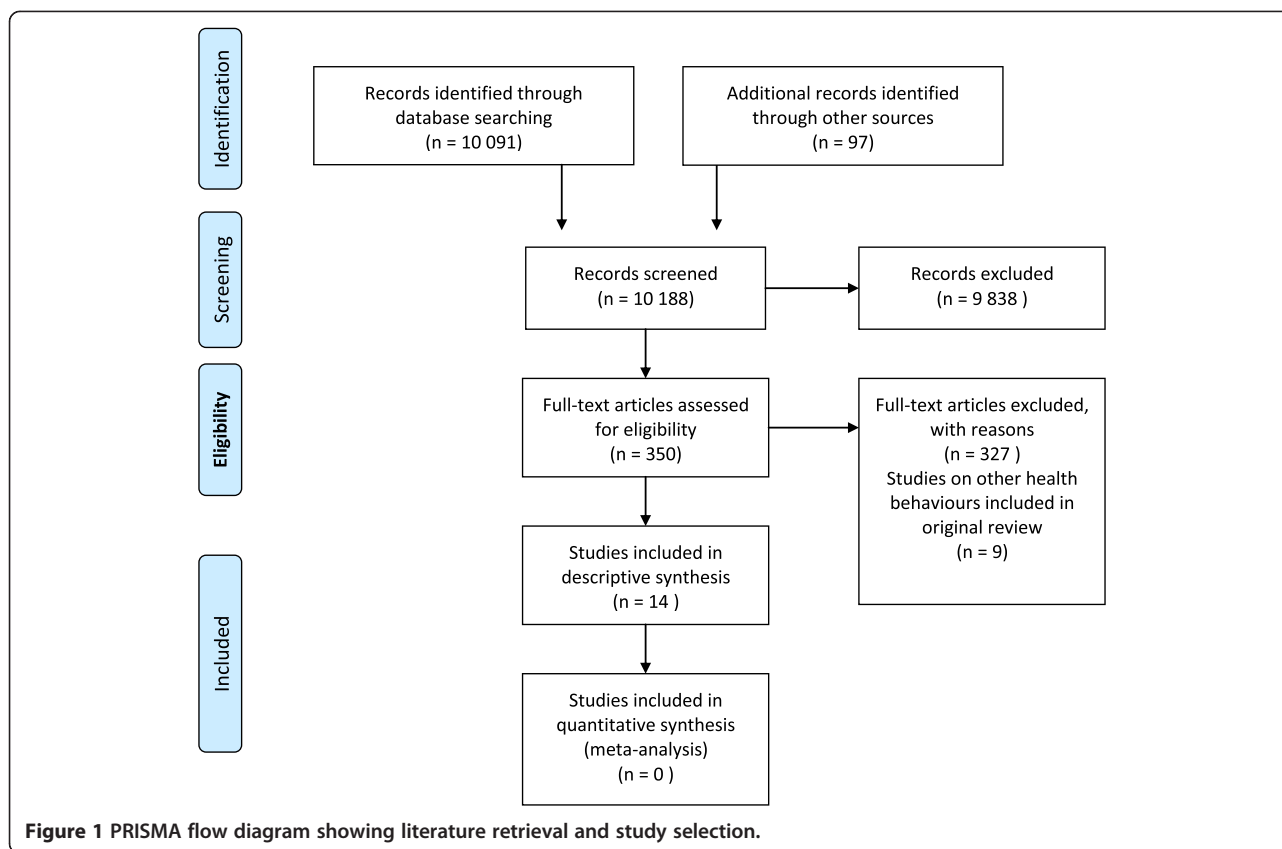 Identification
Records identified through
database searching
(n = 10 091)
Additional records identified
through other sources
(n = 97)
Screening
Records screened
(n = 10 188)
Records excluded
(n = 9 838 )
Eligibility
Full-text articles assessed
for eligibility
(n = 350)
Full-text articles excluded,
with reasons
(n = 327 )
Studies on other health
behaviours included in
original review
(n = 9)
Included
Studies included in
descriptive synthesis
(n = 14 )
Studies included in
quantitative synthesis
(meta-analysis)
(n = 0 )
Figure 1 PRISMA flow diagram showing literature retrieval and study selection.